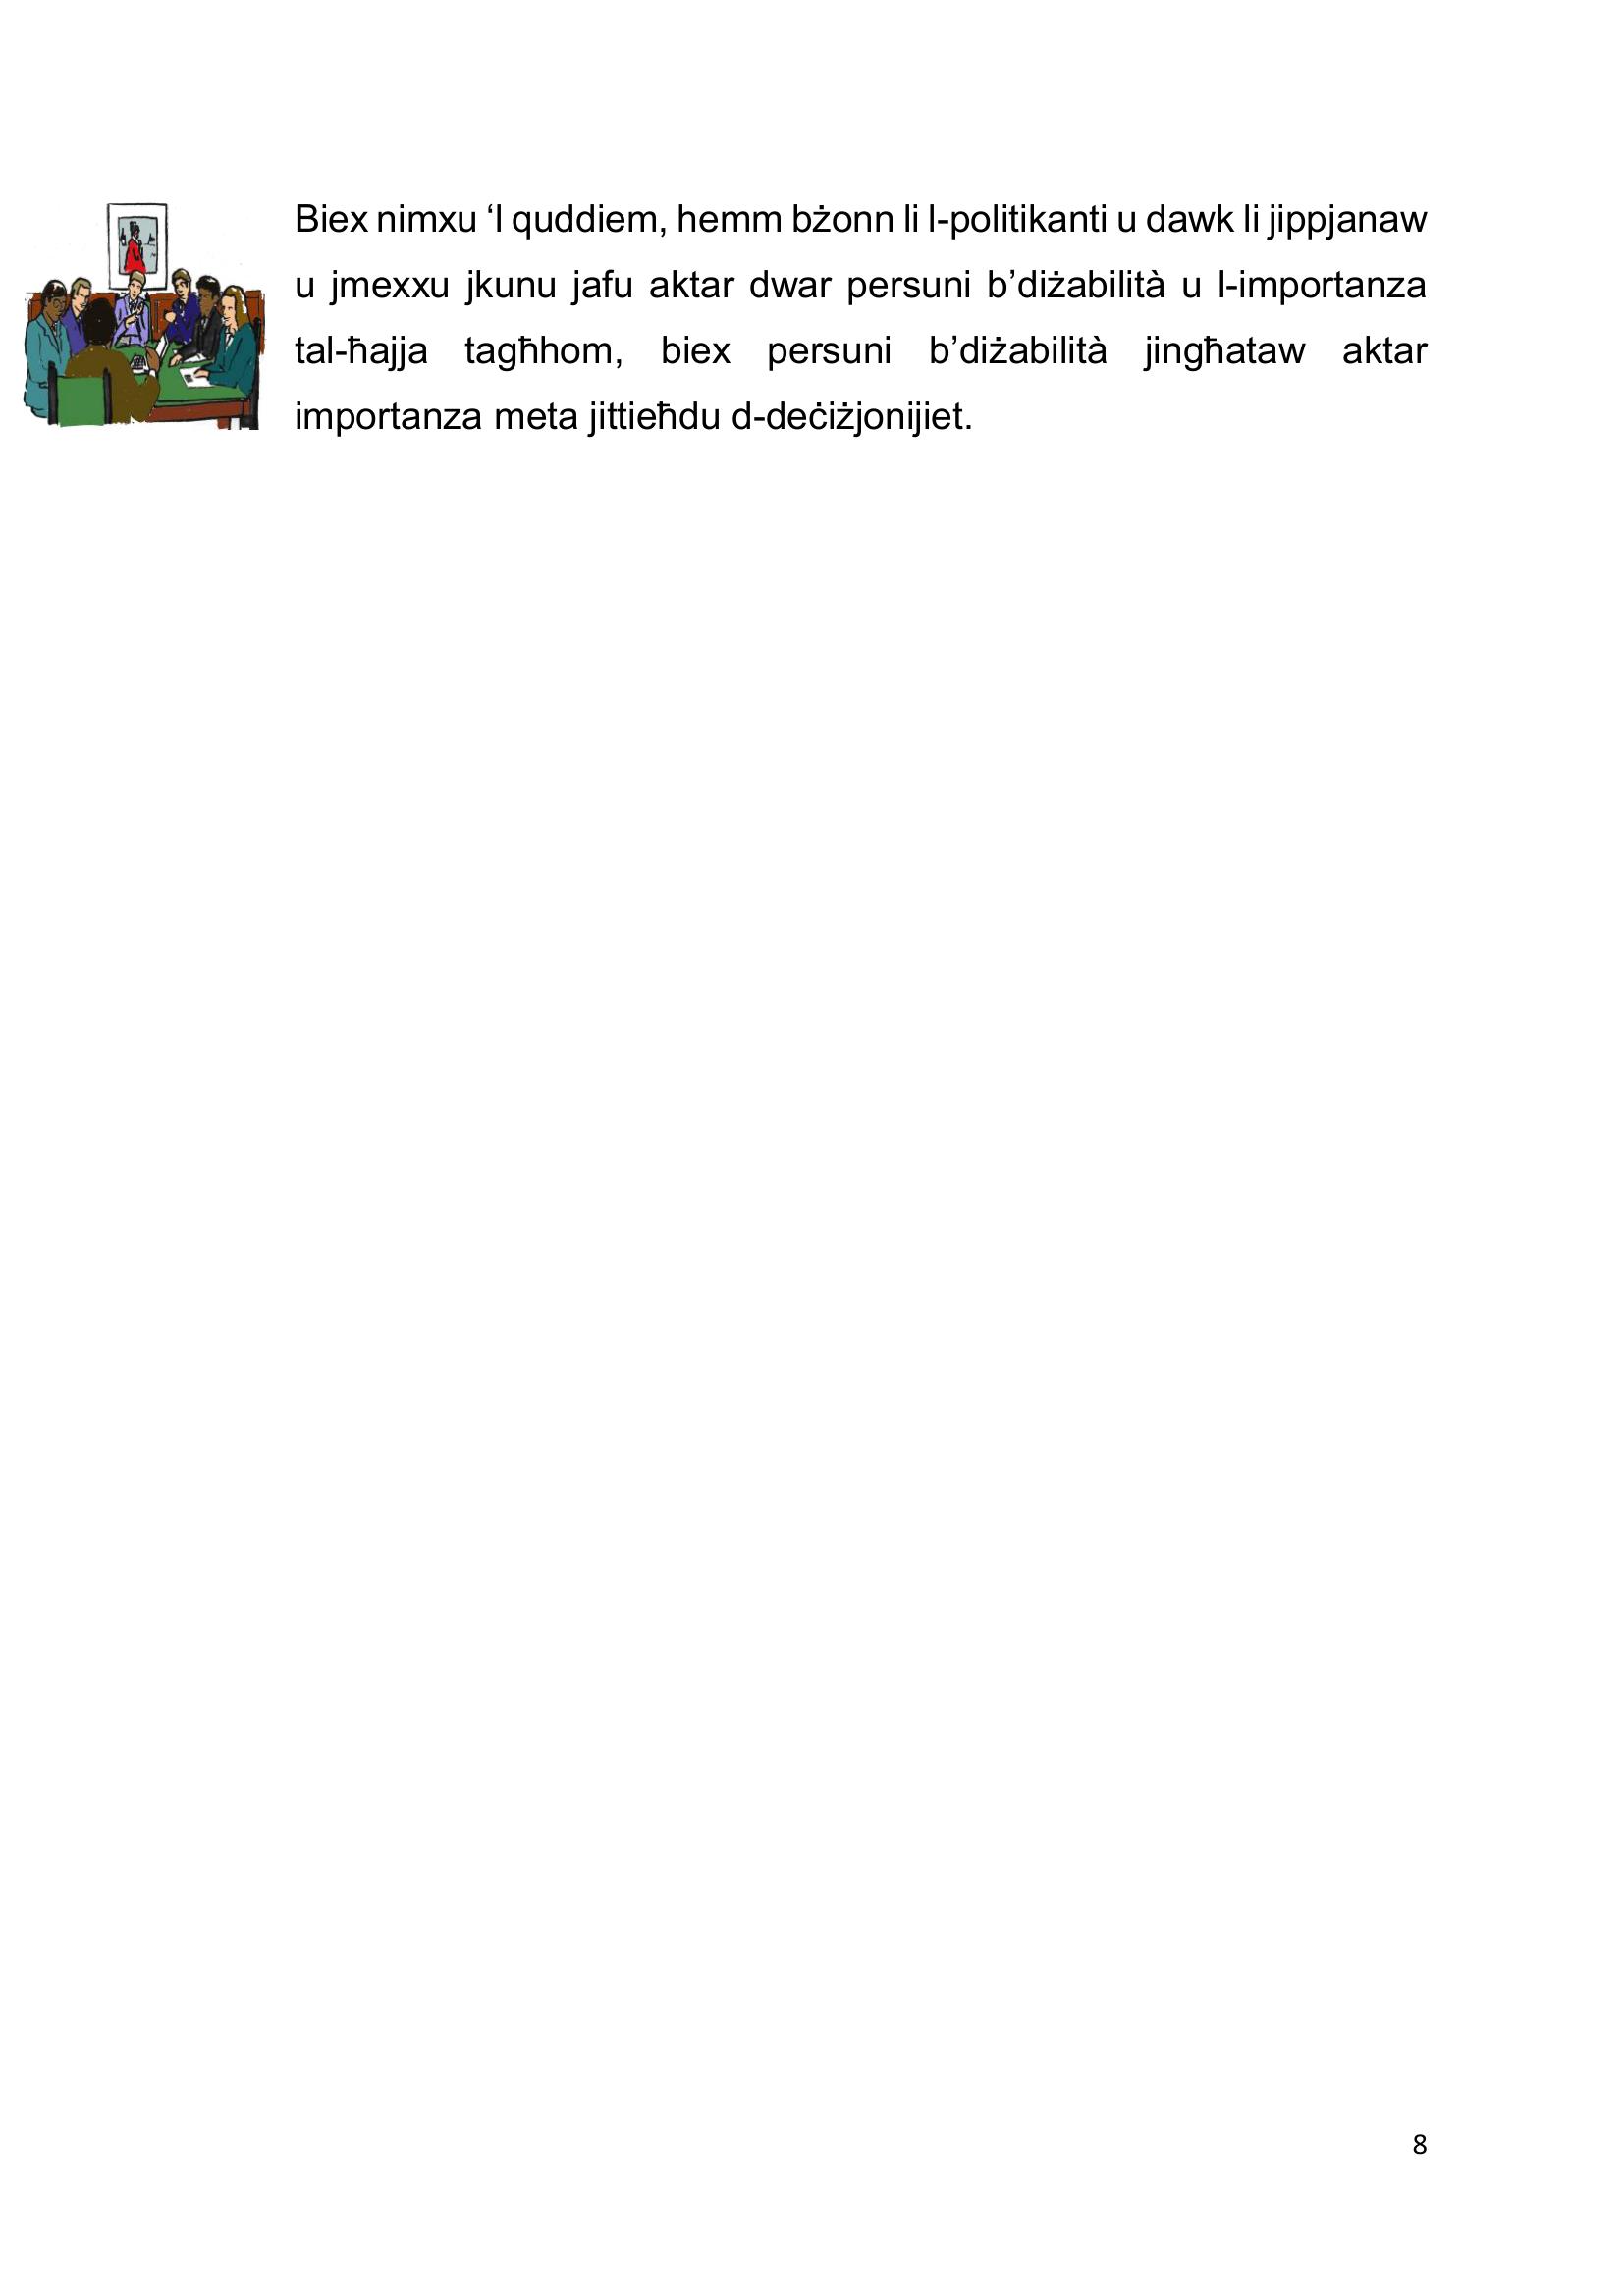 Biex nimxu ‘l quddiem, hemm bżonn li l-politikanti u dawk li jippjanaw
u jmexxu jkunu jafu aktar dwar persuni b’diżabilità u l-importanza
tal-ħajja tagħhom, biex persuni b’diżabilità jingħataw aktar
importanza meta jittieħdu d-deċiżjonijiet.
8